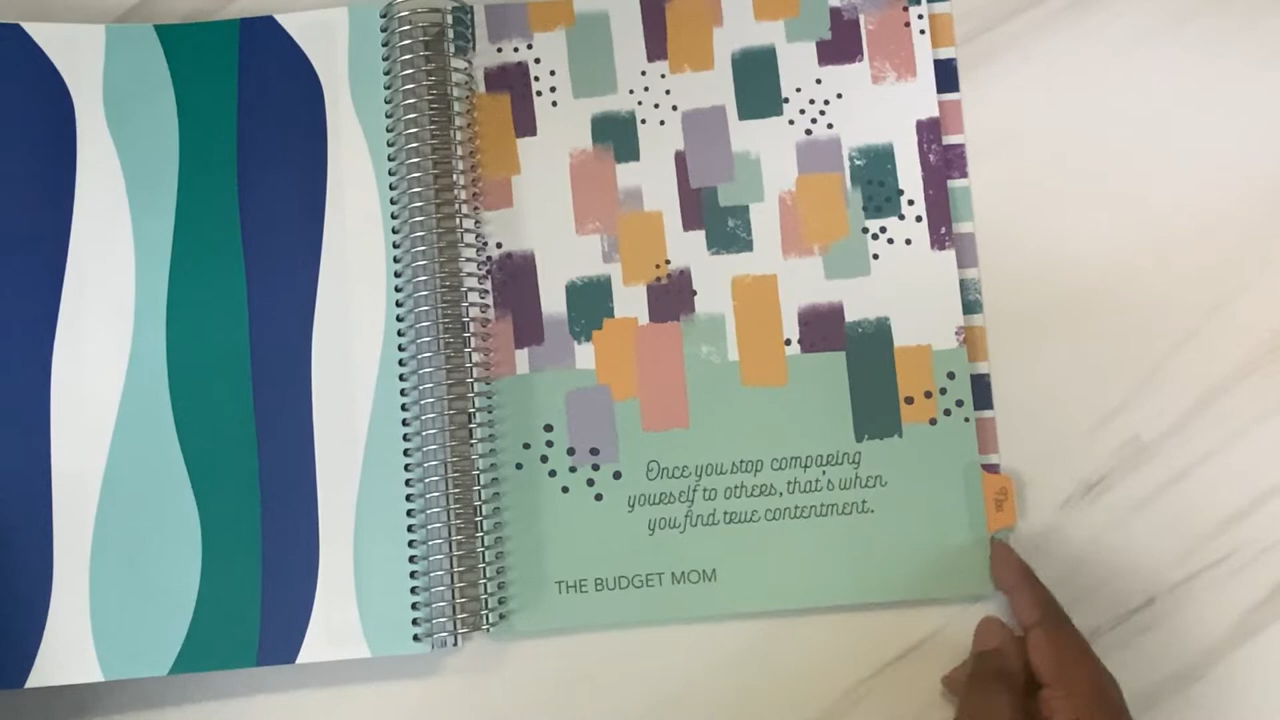 Once you stop comparing
yourself to others, that's when
you find true contentment.
THE BUDGET MOM